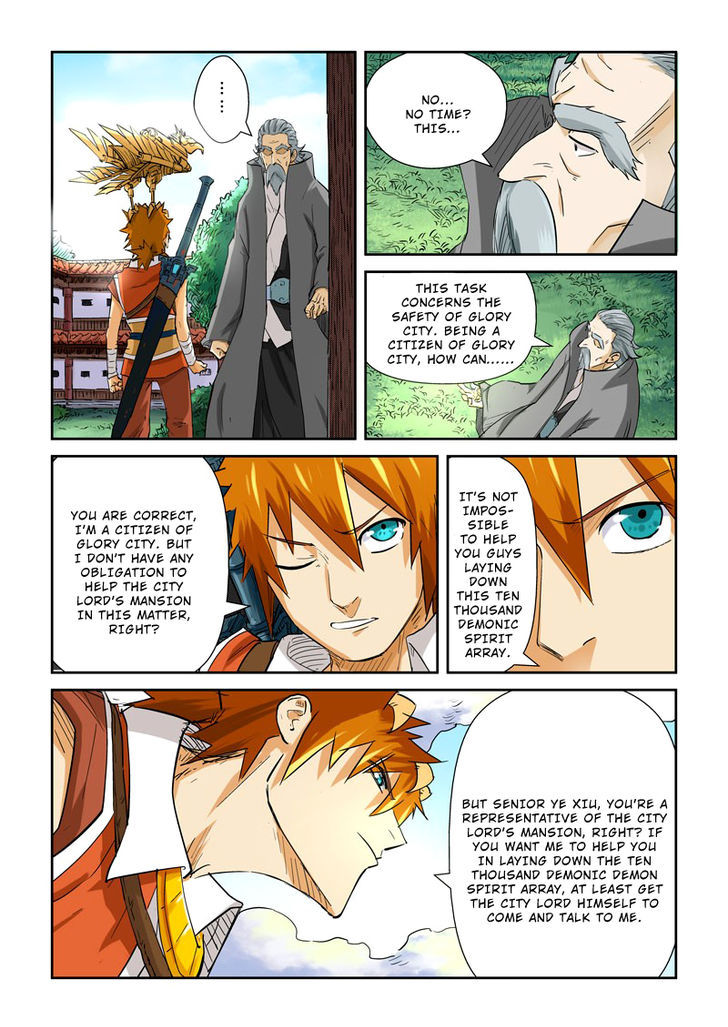 ......
NO...
NO TIME?
THIS...
THIS TASK
CONCERNS THE
SAFETY OF GLORY
CITY. BEING A
CITIZEN OF GLORY
CITY, HOW CAN......
YOU ARE CORRECT,
I'M A CITIZEN OF
GLORY CITY. BUT
I DON'T HAVE ANY
OBLIGATION TO
HELP THE CITY
LORD'S MANSION
IN THIS MATTER,
RIGHT?
IT'S NOT
IMPOS-
SIBLE
TO HELP
YOU GUYS
LAYING
DOWN
THIS TEN
THOUSAND
DEMONIC
SPIRIT
ARRAY.
BUT SENIOR YE XIU, YOU'RE A
REPRESENTATIVE OF THE CITY
LORD'S MANSION, RIGHT? IF
YOU WANT ME TO HELP YOU
IN LAYING DOWN THE TEN
THOUSAND DEMONIC DEMON
SPIRIT ARRAY, AT LEAST GET
THE CITY LORD HIMSELF TO
COME AND TALK TO ME.